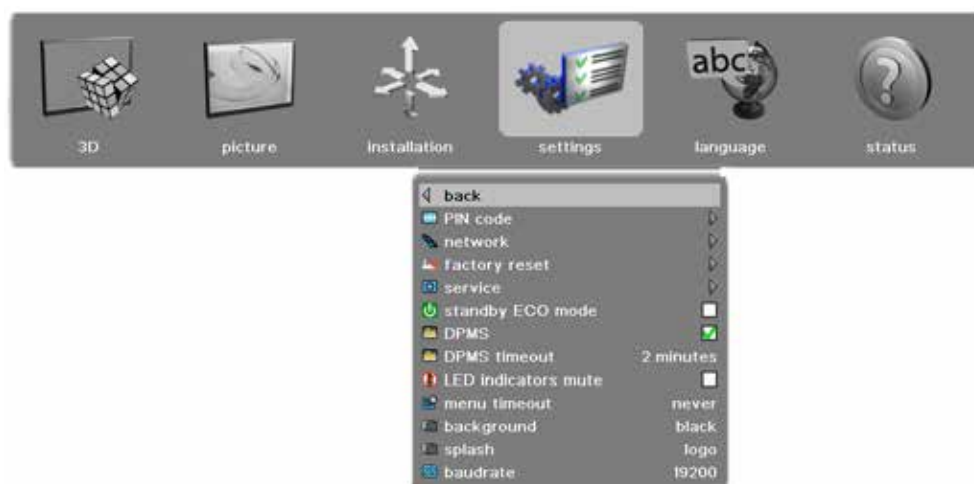 abc
3D picture installation settings language status
back
PIN code
network
factory reset
service
standby ECO mode
DPMS
DPMS timeout 2 minutes
LED indicators mute
menu timeout never
background black
splash logo
baudrate 19200